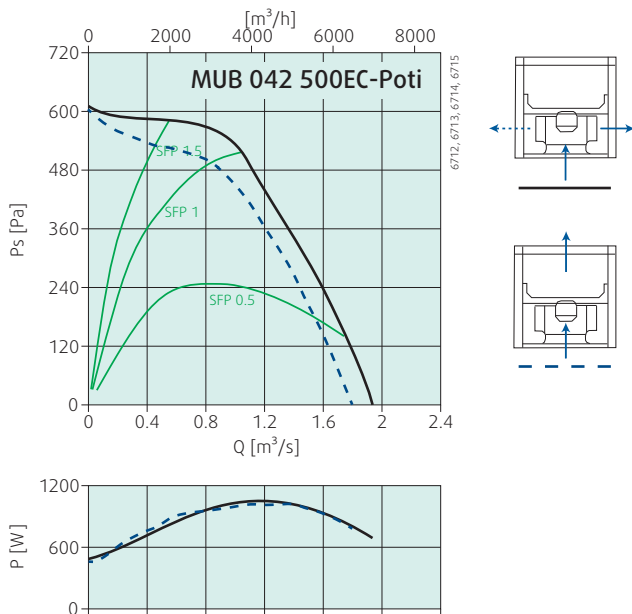 [m³/h]
0 2000 4000 6000 8000
MUB 042 500EC-Poti
6712, 6713, 6714, 6715
720
600
480
360
240
120
0
Ps [Pa]
SFP 1.5
SFP 1
SFP 0.5
0 0.4 0.8 1.2 1.6 2 2.4
Q [m³/s]
1200
600
0
P [W]